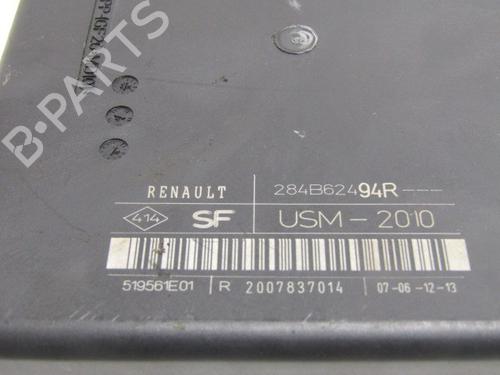 B-PARTS
RENAULT 284B62494R---
414 SF USM-2010
519561E01 R 2007837014 07-06-12-13